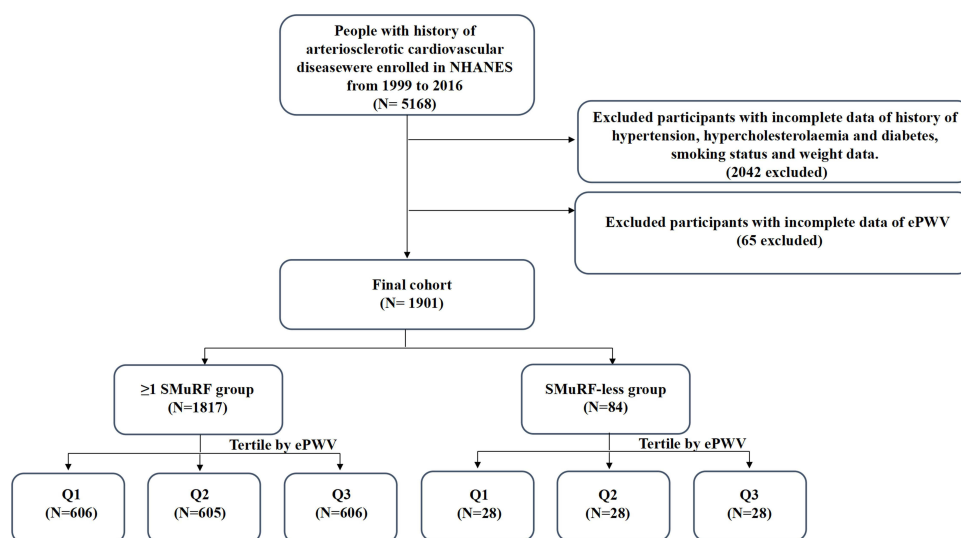 People with history of
arteriosclerotic cardiovascular
diseasewere enrolled in NHANES
from 1999 to 2016
(N= 5168)
Excluded participants with incomplete data of history of
hypertension, hypercholesterolaemia and diabetes,
smoking status and weight data.
(2042 excluded)
Excluded participants with incomplete data of ePWV
(65 excluded)
Final cohort
(N= 1901)
≥1 SMuRF group
(N=1817)
SMuRF-less group
(N=84)
Tertile by ePWV
Tertile by ePWV
Q1
(N=606)
Q2
(N=605)
Q3
(N=606)
Q1
(N=28)
Q2
(N=28)
Q3
(N=28)